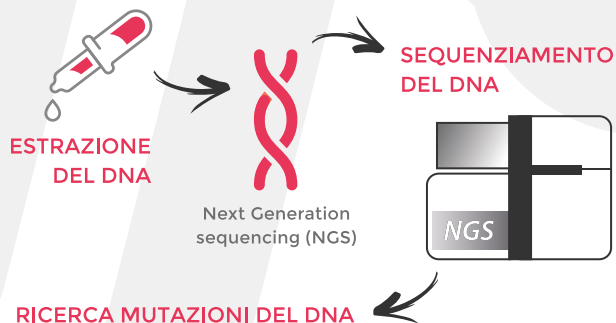 ESTRAZIONE
DEL DNA
Next Generation
sequencing (NGS)
SEQUENZIAMENTO
DEL DNA
NGS
RICERCA MUTAZIONI DEL DNA